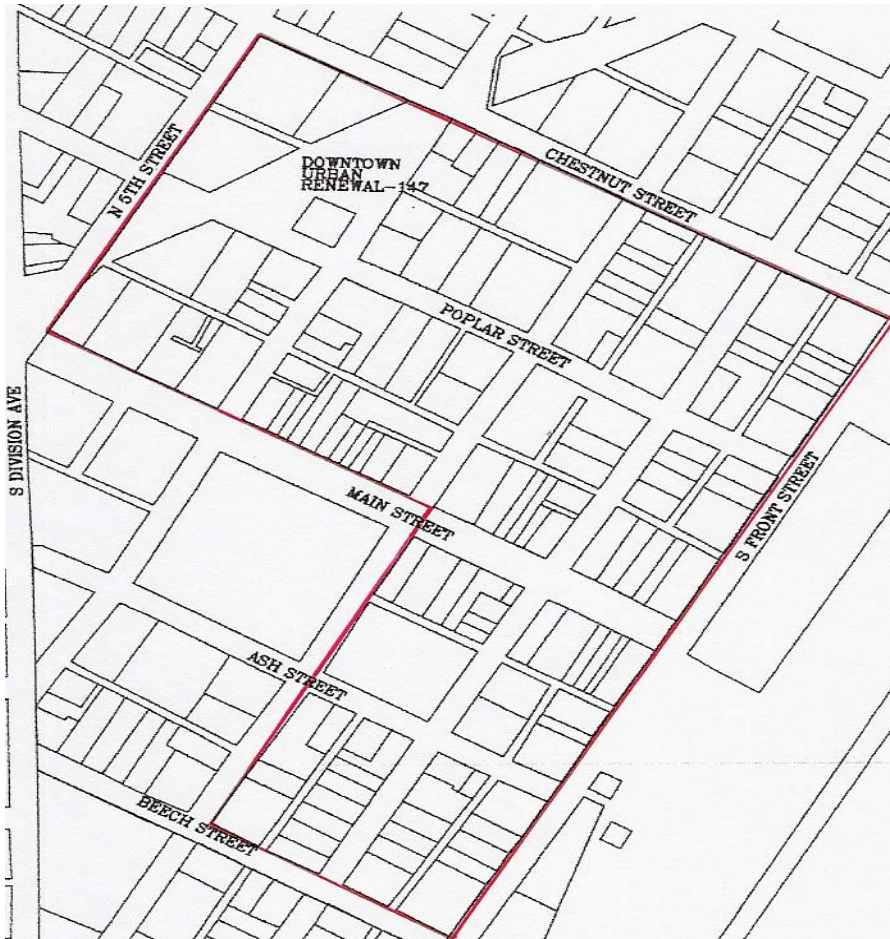 N 5TH STREET
DOWNTOWN
URBAN
RENEWAL-147
CHESTNUT STREET
POPLAR STREET
S DIVISION AVE
MAIN STREET
S FRONT STREET
ASH STREET
BEECH STREET